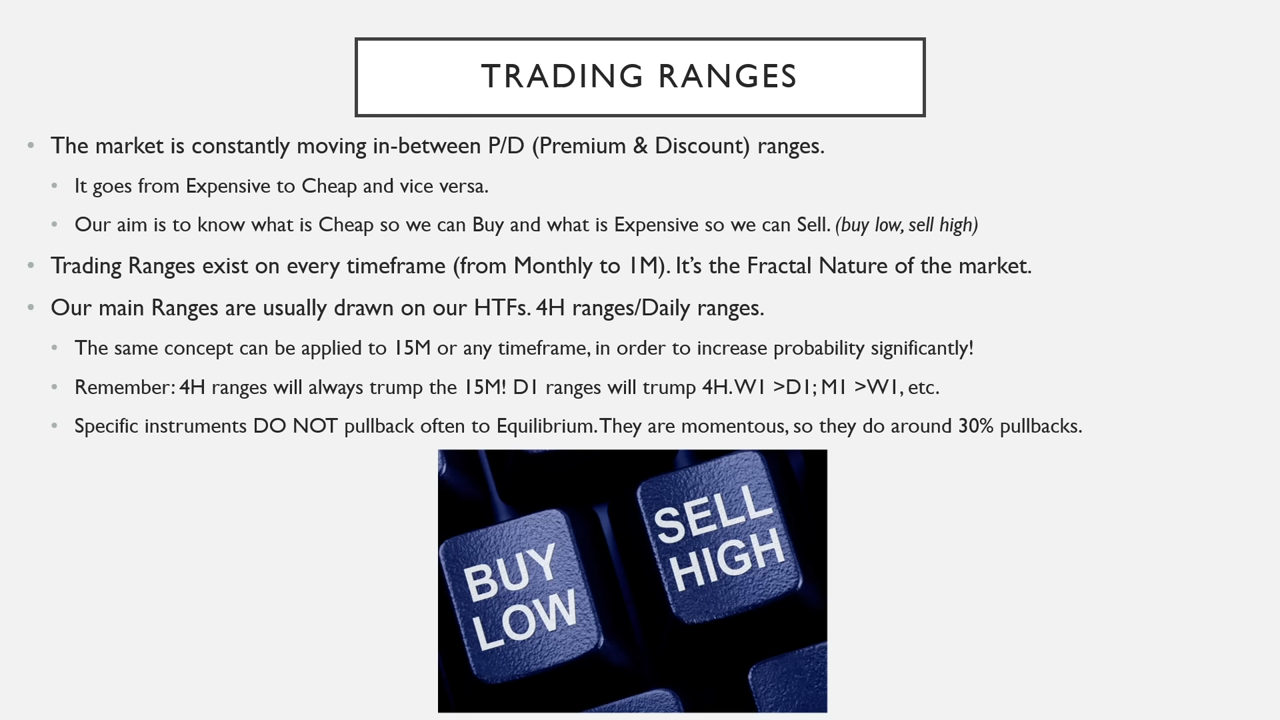 TRADING RANGES
• The market is constantly moving in-between P/D (Premium & Discount) ranges.
• It goes from Expensive to Cheap and vice versa.
• Our aim is to know what is Cheap so we can Buy and what is Expensive so we can Sell. (buy low, sell high)
• Trading Ranges exist on every timeframe (from Monthly to 1M). It’s the Fractal Nature of the market.
• Our main Ranges are usually drawn on our HTFs. 4H ranges/Daily ranges.
• The same concept can be applied to 15M or any timeframe, in order to increase probability significantly!
• Remember: 4H ranges will always trump the 15M! D1 ranges will trump 4H. W1 >D1; M1 >W1, etc.
• Specific instruments DO NOT pullback often to Equilibrium. They are momentous, so they do around 30% pullbacks.
BUY
LOW
SELL
HIGH